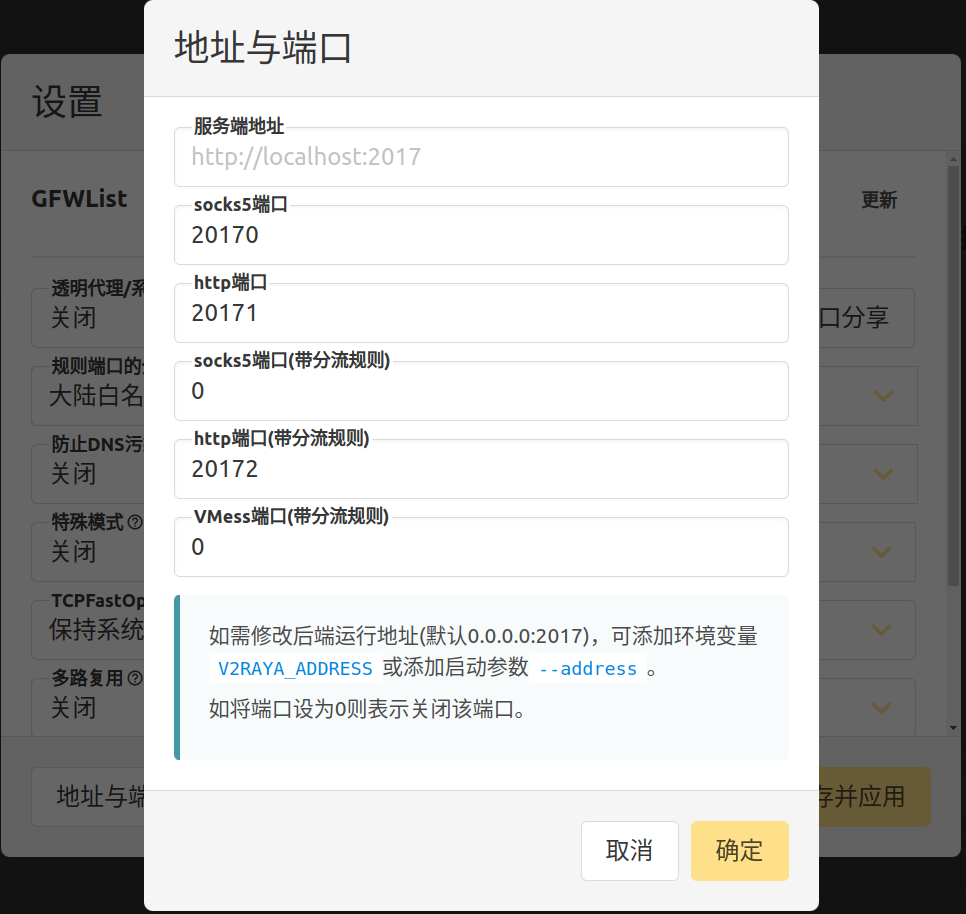 地址与端口
服务端地址
http://localhost:2017
socks5端口
20170
http端口
20171
socks5端口(带分流规则)
0
http端口(带分流规则)
20172
VMess端口(带分流规则)
0
如需修改后端运行地址(默认0.0.0.0:2017)，可添加环境变量
V2RAYA_ADDRESS 或添加启动参数 --address 。
如将端口设为0则表示关闭该端口。
取消
确定
设置
GFWList
更新
透明代理/系
关闭
口分享
规则端口的
大陆白名
防止DNS污
关闭
特殊模式
关闭
TCPFastOp
保持系统
多路复用
关闭
地址与端
存并应用